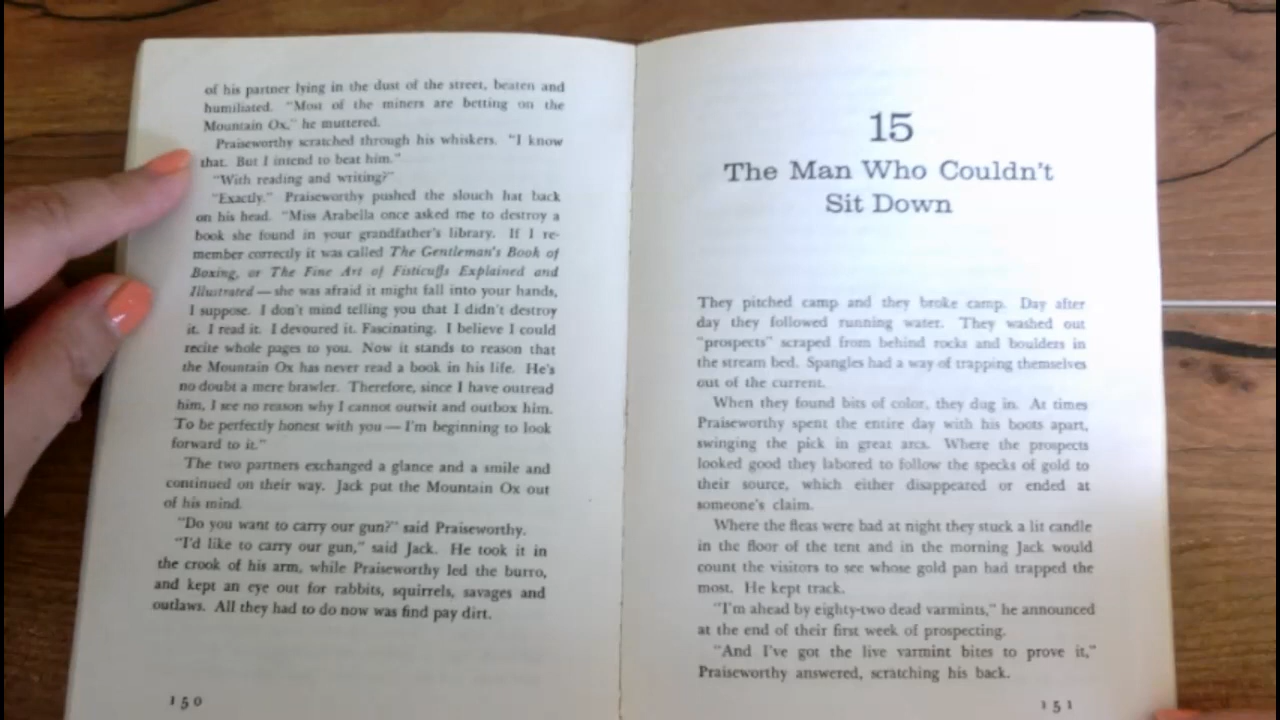 of his partner lying in the dust of the street, beaten and
humiliated. "Most of the miners are betting on the
Mountain Ox," he muttered.
Praiseworthy scratched through his whiskers. "I know
that. But I intend to beat him."
"With reading and writing?"
"Exactly." Praiseworthy pushed the slouch hat back
on his head. "Miss Arabella once asked me to destroy a
book she found in your grandfather's library. If I re-
member correctly it was called The Gentleman's Book of
Boxing, or The Fine Art of Fisticuffs Explained and
Illustrated — she was afraid it might fall into your hands,
I suppose. I don't mind telling you that I didn't destroy
it. I read it. I devoured it. Fascinating. I believe I could
recite whole pages to you. Now it stands to reason that
the Mountain Ox has never read a book in his life. He's
no doubt a mere brawler. Therefore, since I have outread
him, I see no reason why I cannot outwit and outbox him.
To be perfectly honest with you — I'm beginning to look
forward to it."
The two partners exchanged a glance and a smile and
continued on their way. Jack put the Mountain Ox out
of his mind.
"Do you want to carry our gun?" said Praiseworthy.
"I'd like to carry our gun," said Jack. He took it in
the crook of his arm, while Praiseworthy led the burro,
and kept an eye out for rabbits, squirrels, savages and
outlaws. All they had to do now was find pay dirt.
150
15
The Man Who Couldn't
Sit Down
They pitched camp and they broke camp. Day after
day they followed running water. They washed out
"prospects" scraped from behind rocks and boulders in
the stream bed. Spangles had a way of trapping themselves
out of the current.
When they found bits of color, they dug in. At times
Praiseworthy spent the entire day with his boots apart,
swinging the pick in great arcs. Where the prospects
looked good they labored to follow the specks of gold to
their source, which either disappeared or ended at
someone's claim.
Where the fleas were bad at night they stuck a lit candle
in the floor of the tent and in the morning Jack would
count the visitors to see whose gold pan had trapped the
most. He kept track.
"I'm ahead by eighty-two dead varmints," he announced
at the end of their first week of prospecting.
"And I've got the live varmint bites to prove it,"
Praiseworthy answered, scratching his back.
151